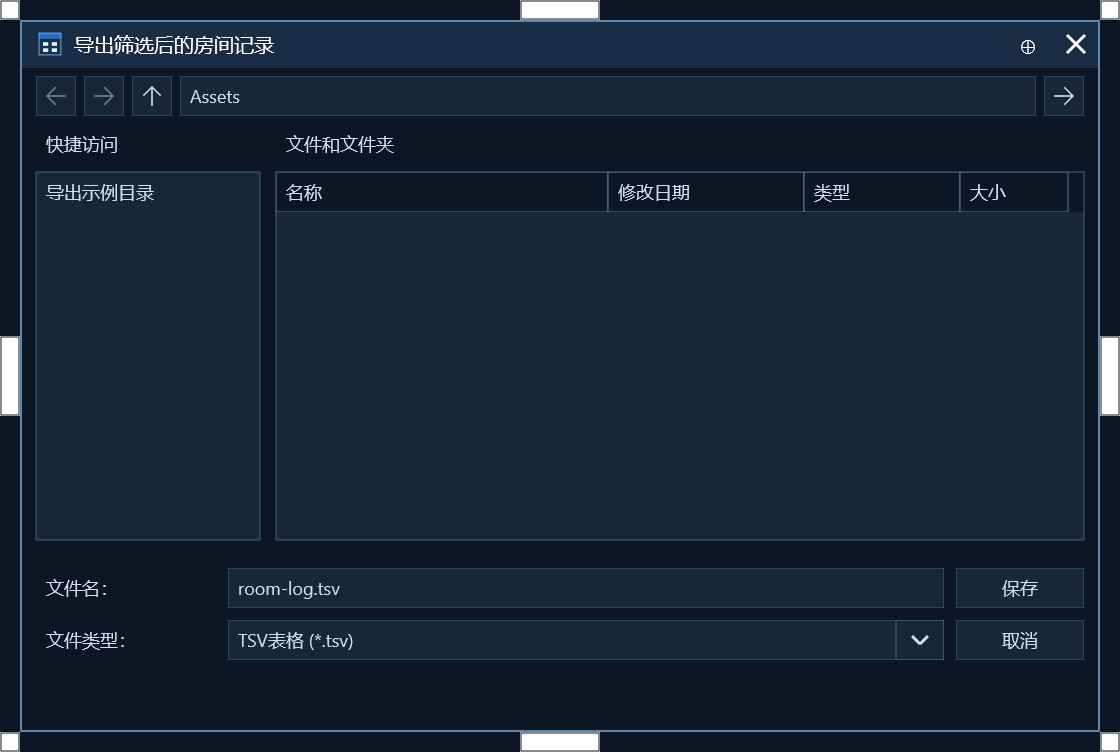 导出筛选后的房间记录
Assets
快捷访问
文件和文件夹
导出示例目录
名称 修改日期 类型 大小
文件名: room-log.tsv 保存
文件类型: TSV表格 (*.tsv) 取消